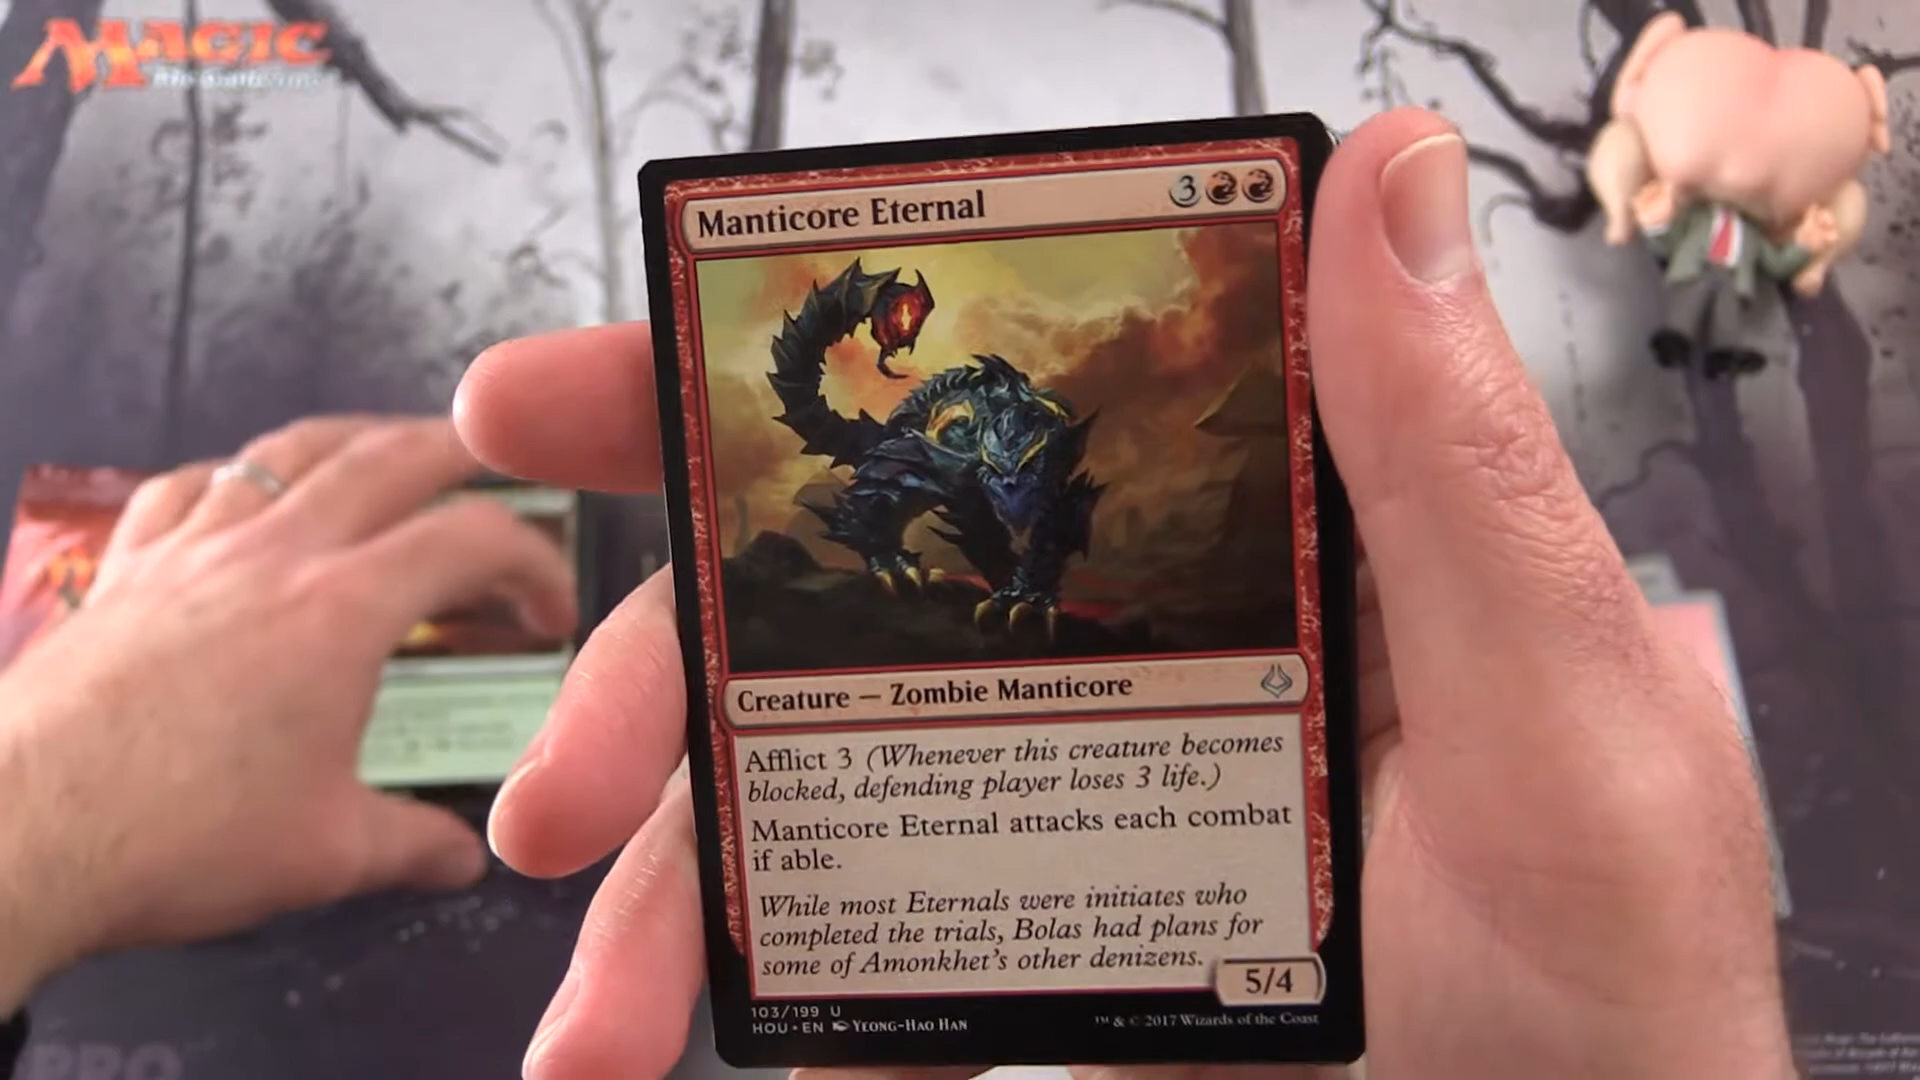 MAGIC
The Gathering
Manticore Eternal
3
Creature — Zombie Manticore
Afflict 3 (Whenever this creature becomes
blocked, defending player loses 3 life.)
Manticore Eternal attacks each combat
if able.
While most Eternals were initiates who
completed the trials, Bolas had plans for
some of Amonkhet's other denizens.
5/4
103/199 U
HOU • EN YEONG-HAO HAN
™ & © 2017 Wizards of the Coast
PRO